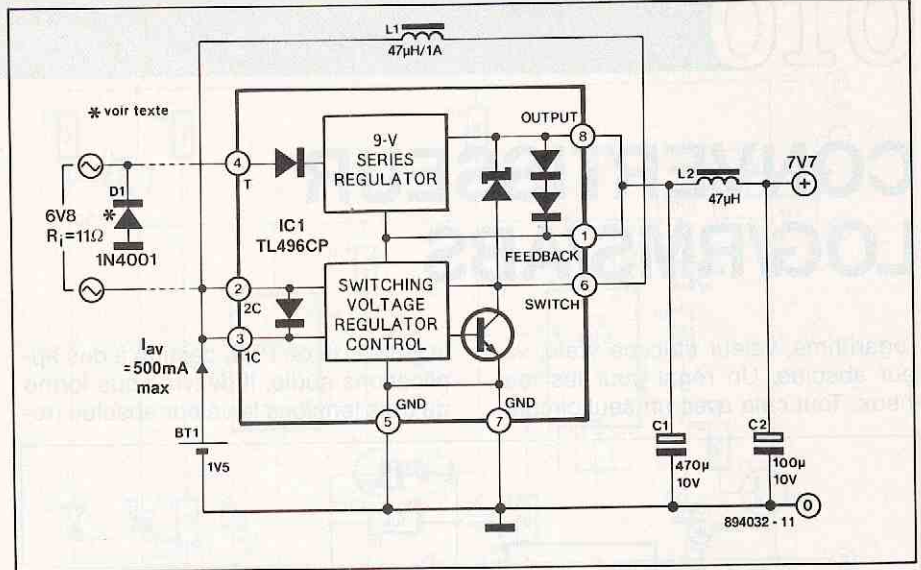 L1
47µH/1A
* voir texte
OUTPUT
4
T
9-V
SERIES
REGULATOR
8
7V7
+
D1
*
L2
47µH
6V8
Ri=11Ω
1N4001
IC1
TL496CP
1
FEEDBACK
2
2C
SWITCHING
VOLTAGE
REGULATOR
CONTROL
6
SWITCH
3
1C
Iav
=500mA
max
GND
GND
5
7
BT1
1V5
C1
470µ
10V
C2
100µ
10V
0
894032 - 11